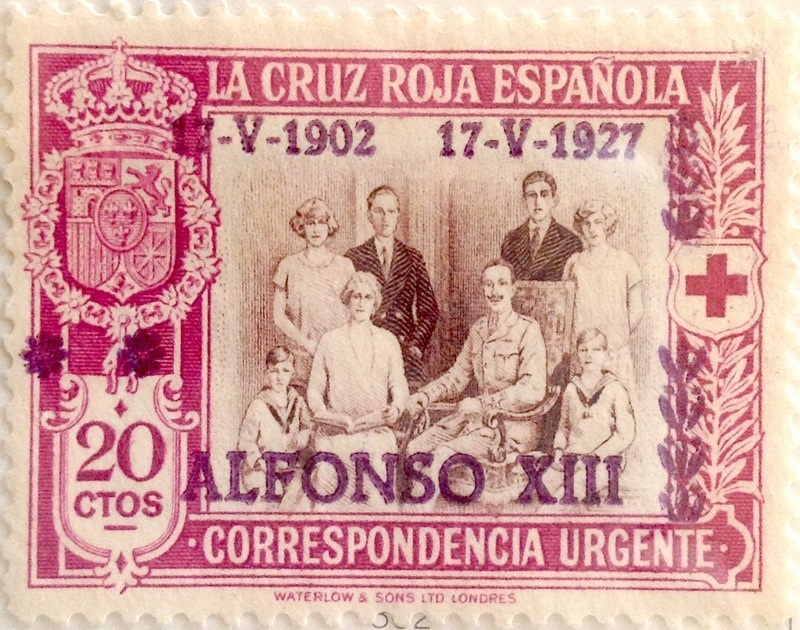 LA CRUZ ROJA ESPAÑOLA
-V-1902 17-V-1927
20
CTOS
ALFONSO XIII
· CORRESPONDENCIA URGENTE ·
WATERLOW & SONS LTD LONDRES